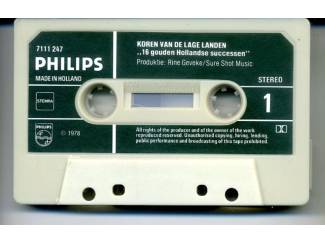 7111 247
PHILIPS
MADE IN HOLLAND
KOREN VAN DE LAGE LANDEN
„16 gouden Hollandse successen"
Produktie: Rine Geveke/Sure Shot Music
STEREO
STEMRA
1
PHILIPS
℗ 1978
All rights of the producer and of the owner of the work
reproduced reserved. Unauthorised copying, hiring, lending,
public performance and broadcasting of this tape prohibited.